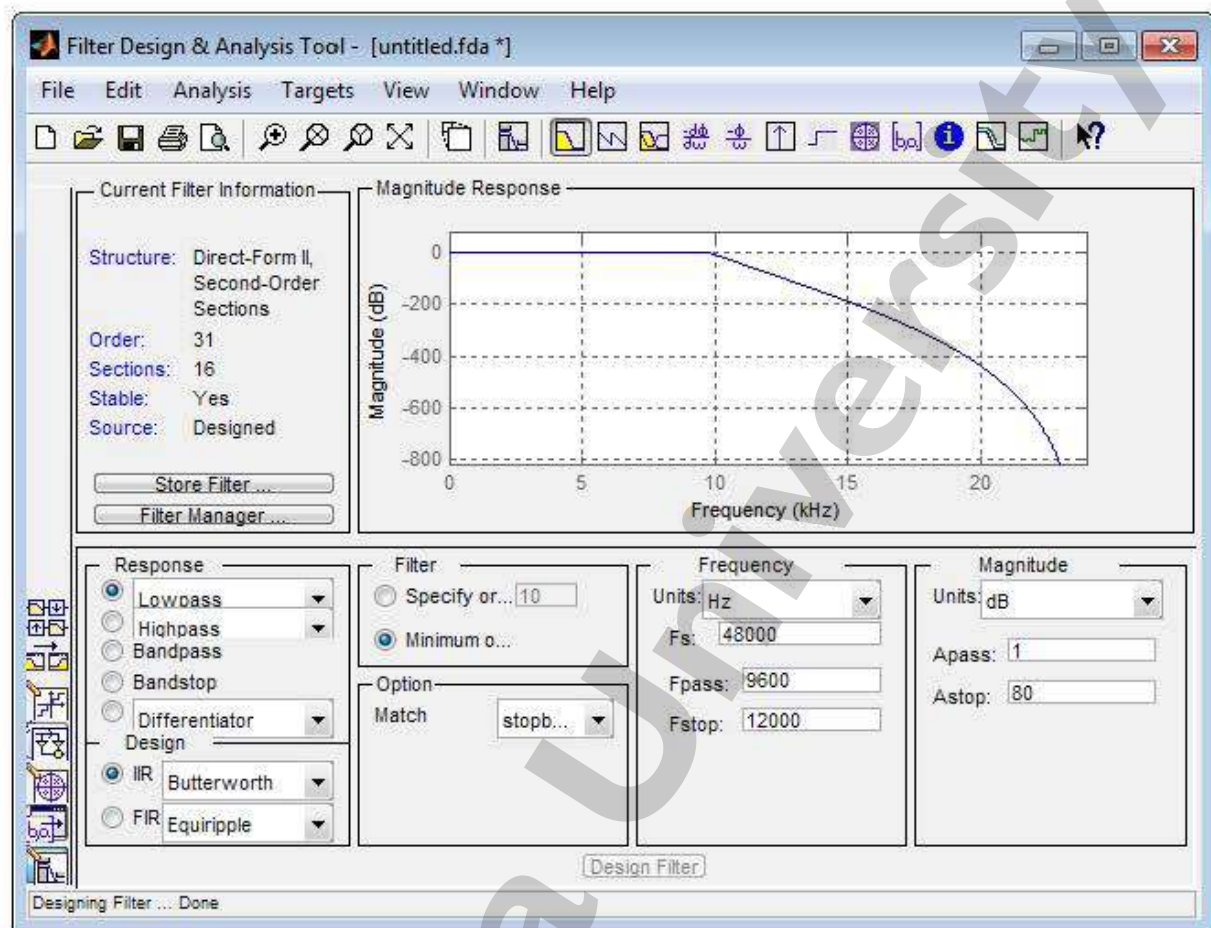 Filter Design & Analysis Tool - [untitled.fda *]
File Edit Analysis Targets View Window Help
Current Filter Information
Structure: Direct-Form II,
Second-Order
Sections
Order: 31
Sections: 16
Stable: Yes
Source: Designed
Store Filter ...
Filter Manager ...
Magnitude Response
Magnitude (dB)
0
-200
-400
-600
-800
0 5 10 15 20
Frequency (kHz)
Response
Lowpass
Highpass
Bandpass
Bandstop
Differentiator
Design
IIR Butterworth
FIR Equiripple
Filter
Specify or... 10
Minimum o...
Option
Match stopb...
Frequency
Units: Hz
Fs: 48000
Fpass: 9600
Fstop: 12000
Magnitude
Units: dB
Apass: 1
Astop: 80
Design Filter
Designing Filter ... Done
a University